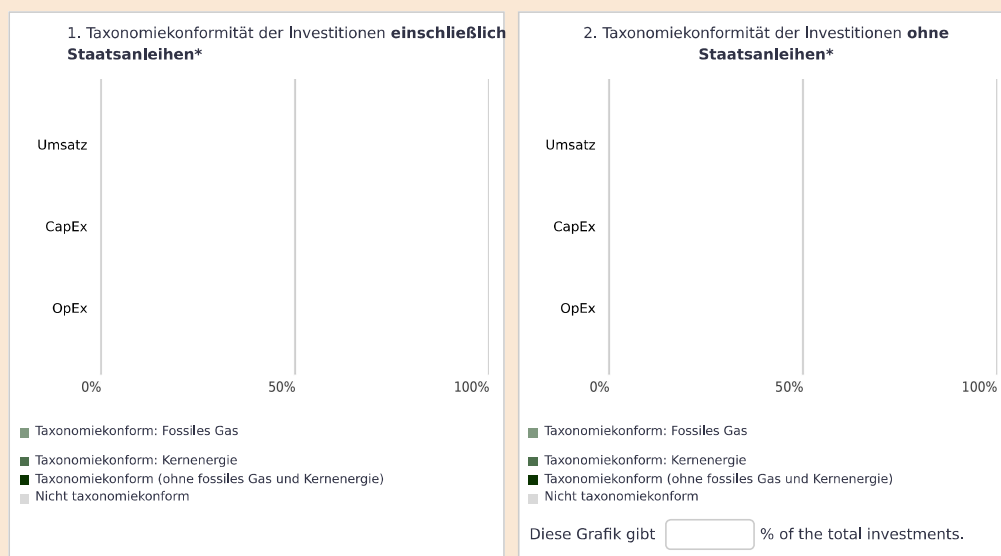 1. Taxonomiekonformität der Investitionen einschließlich
Staatsanleihen*
Umsatz
CapEx
OpEx
0% 50% 100%
Taxonomiekonform: Fossiles Gas
Taxonomiekonform: Kernenergie
Taxonomiekonform (ohne fossiles Gas und Kernenergie)
Nicht taxonomiekonform
2. Taxonomiekonformität der Investitionen ohne
Staatsanleihen*
Umsatz
CapEx
OpEx
0% 50% 100%
Taxonomiekonform: Fossiles Gas
Taxonomiekonform: Kernenergie
Taxonomiekonform (ohne fossiles Gas und Kernenergie)
Nicht taxonomiekonform
Diese Grafik gibt % of the total investments.